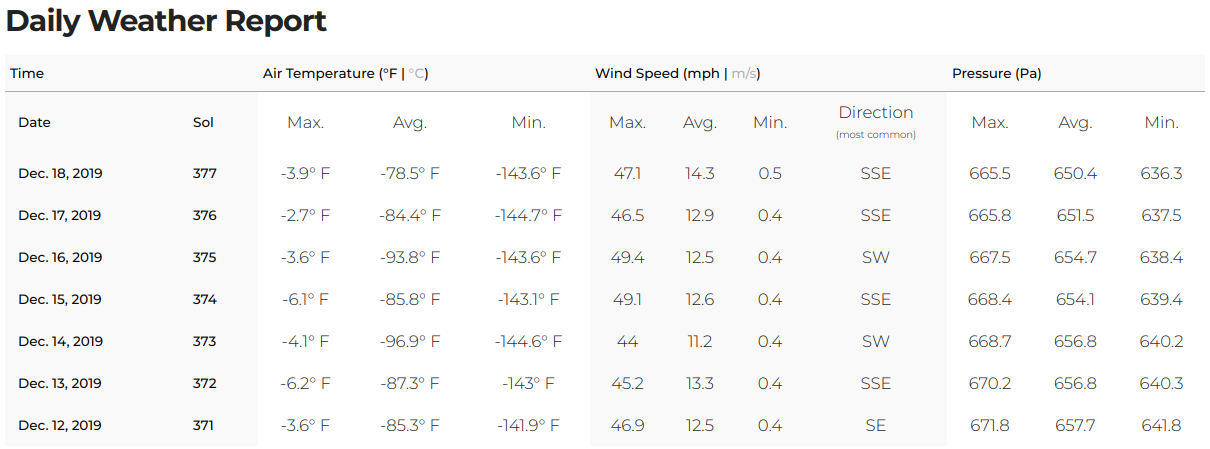 Daily Weather Report
Time Air Temperature (°F | °C) Wind Speed (mph | m/s) Pressure (Pa)
Date Sol Max. Avg. Min. Max. Avg. Min. Direction (most common) Max. Avg. Min.
Dec. 18, 2019 377 -3.9° F -78.5° F -143.6° F 47.1 14.3 0.5 SSE 665.5 650.4 636.3
Dec. 17, 2019 376 -2.7° F -84.4° F -144.7° F 46.5 12.9 0.4 SSE 665.8 651.5 637.5
Dec. 16, 2019 375 -3.6° F -93.8° F -143.6° F 49.4 12.5 0.4 SW 667.5 654.7 638.4
Dec. 15, 2019 374 -6.1° F -85.8° F -143.1° F 49.1 12.6 0.4 SSE 668.4 654.1 639.4
Dec. 14, 2019 373 -4.1° F -96.9° F -144.6° F 44 11.2 0.4 SW 668.7 656.8 640.2
Dec. 13, 2019 372 -6.2° F -87.3° F -143° F 45.2 13.3 0.4 SSE 670.2 656.8 640.3
Dec. 12, 2019 371 -3.6° F -85.3° F -141.9° F 46.9 12.5 0.4 SE 671.8 657.7 641.8